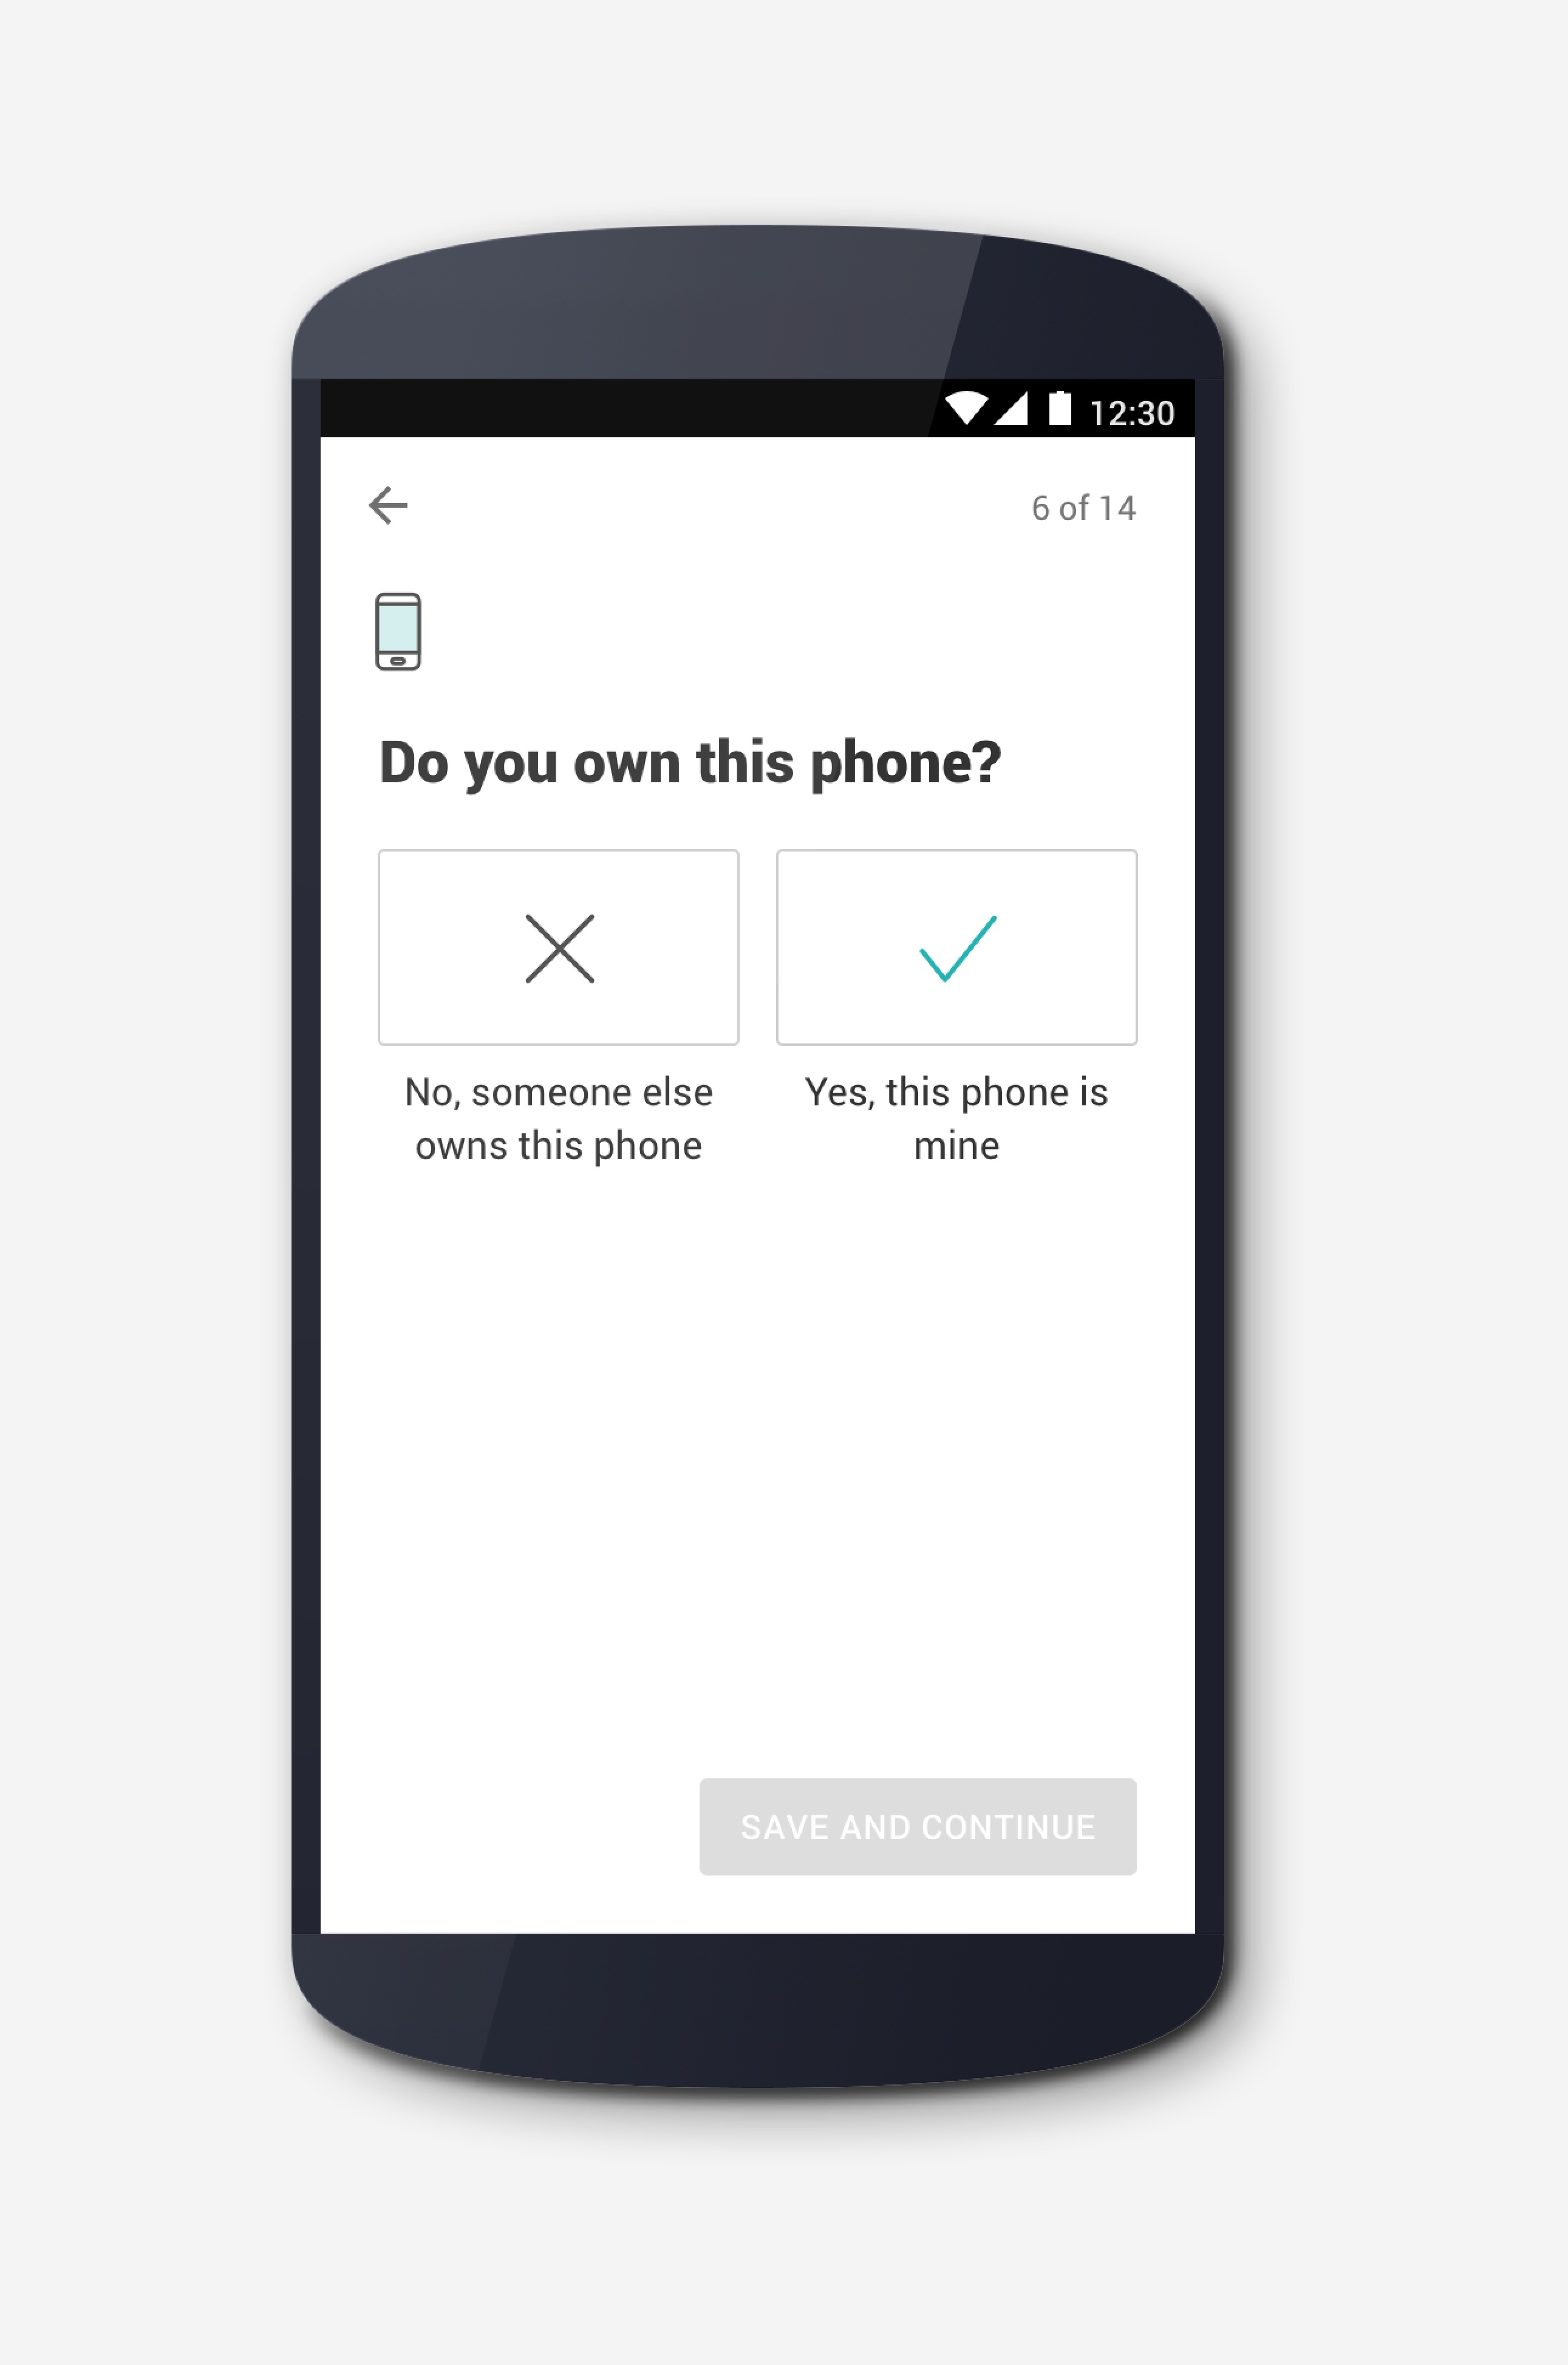 12:30
6 of 14
Do you own this phone?
No, someone else
owns this phone
Yes, this phone is
mine
SAVE AND CONTINUE